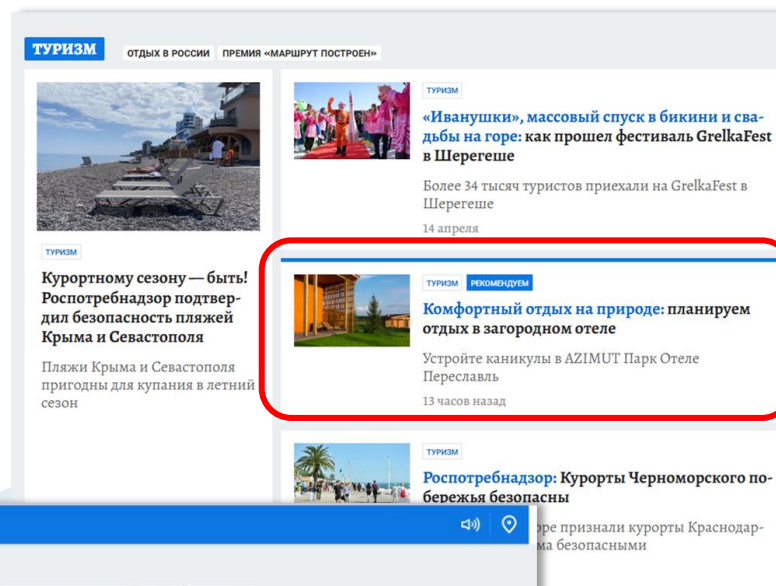 ТУРИЗМ
ОТДЫХ В РОССИИ ПРЕМИЯ «МАРШРУТ ПОСТРОЕН»
ТУРИЗМ
Курортному сезону — быть!
Роспотребнадзор подтвер-
дил безопасность пляжей
Крыма и Севастополя
Пляжи Крыма и Севастополя
пригодны для купания в летний
сезон
ТУРИЗМ
«Иванушки», массовый спуск в бикини и сва-
дьбы на горе: как прошел фестиваль GrelkaFest
в Шерегеше
Более 34 тысяч туристов приехали на GrelkaFest в
Шерегеше
14 апреля
ТУРИЗМ РЕКОМЕНДУЕМ
Комфортный отдых на природе: планируем
отдых в загородном отеле
Устройте каникулы в AZIMUT Парк Отеле
Переславль
13 часов назад
ТУРИЗМ
Роспотребнадзор: Курорты Черноморского по-
бережья безопасны
признали курорты Краснодар-
безопасными